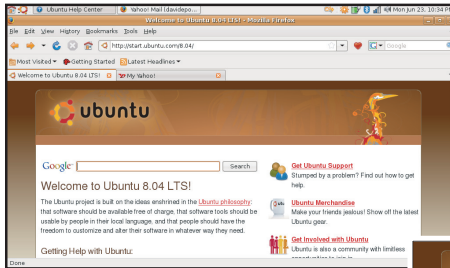 Ubuntu Help Center
Yahoo! Mail (davidepo...
Mon Jun 23, 10:34 PM
Welcome to Ubuntu 8.04 LTS! - Mozilla Firefox
File Edit View History Bookmarks Tools Help
http://start.ubuntu.com/8.04/
Google
Most Visited Getting Started Latest Headlines
Welcome to Ubuntu 8.04 LTS! My Yahoo!
ubuntu
Google Search
Welcome to Ubuntu 8.04 LTS!
The Ubuntu project is built on the ideas enshrined in the Ubuntu philosophy:
that software should be available free of charge, that software tools should be
usable by people in their local language, and that people should have the
freedom to customize and alter their software in whatever way they need.
Getting Help with Ubuntu:
Get Ubuntu Support
Stumped by a problem? Find out how to get
help.
Ubuntu Merchandise
Make your friends jealous! Show off the latest
Ubuntu gear.
Get Involved with Ubuntu
Ubuntu is also a community with limitless
opportunities to join in
Done